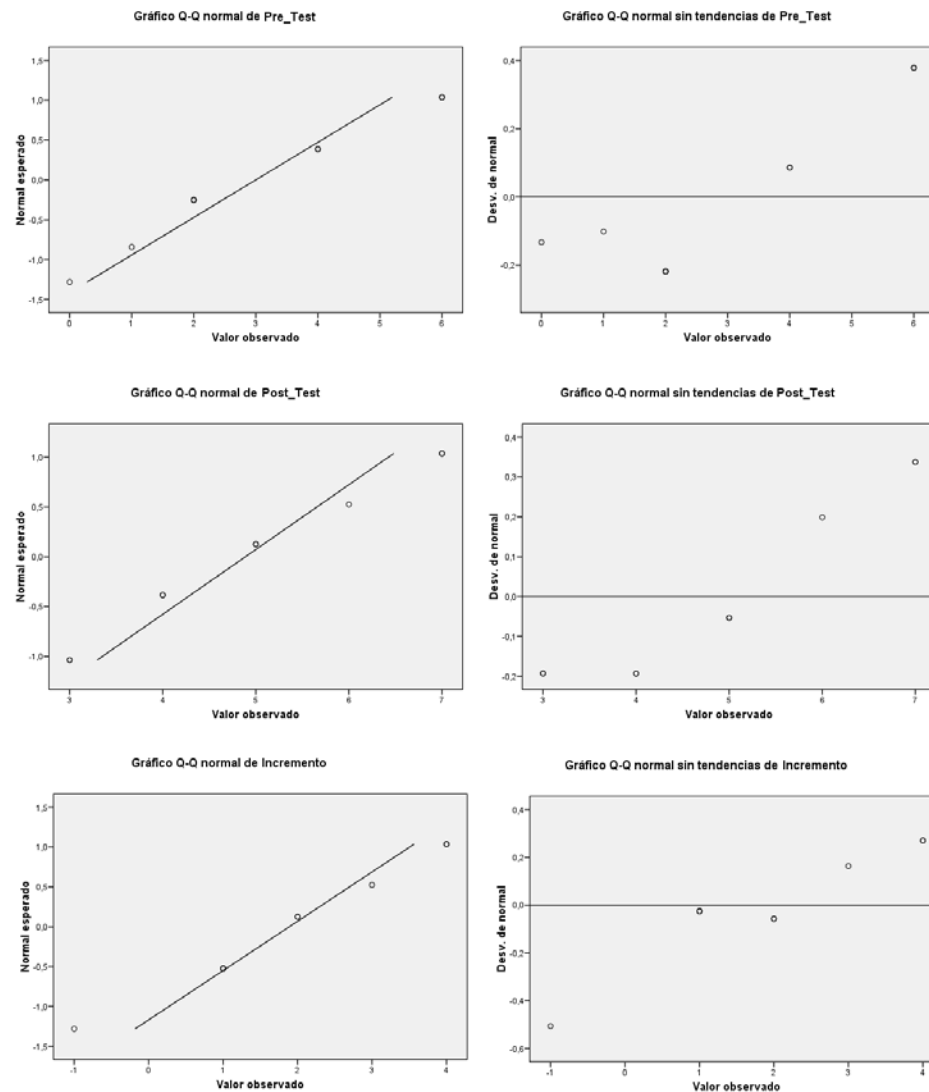 Gráfico Q-Q normal de Pre_Test
Normal esperado
1,5
1,0
0,5
0,0
-0,5
-1,0
-1,5
0 1 2 3 4 5 6
Valor observado
Gráfico Q-Q normal sin tendencias de Pre_Test
Desv. de normal
0,4
0,2
0,0
-0,2
0 1 2 3 4 5 6
Valor observado
Gráfico Q-Q normal de Post_Test
Normal esperado
1,0
0,5
0,0
-0,5
-1,0
3 4 5 6 7
Valor observado
Gráfico Q-Q normal sin tendencias de Post_Test
Desv. de normal
0,4
0,3
0,2
0,1
0,0
-0,1
-0,2
3 4 5 6 7
Valor observado
Gráfico Q-Q normal de Incremento
Normal esperado
1,5
1,0
0,5
0,0
-0,5
-1,0
-1,5
-1 0 1 2 3 4
Valor observado
Gráfico Q-Q normal sin tendencias de Incremento
Desv. de normal
0,4
0,2
0,0
-0,2
-0,4
-0,6
-1 0 1 2 3 4
Valor observado